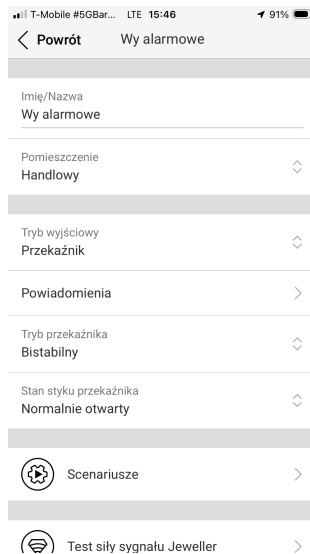 T-Mobile #5GBar... LTE 15:46 91%
Powrót Wy alarmowe
Imię/Nazwa
Wy alarmowe
Pomieszczenie
Handlowy
Tryb wyjściowy
Przekaźnik
Powiadomienia
Tryb przekaźnika
Bistabilny
Stan styku przekaźnika
Normalnie otwarty
Scenariusze
Test siły sygnału Jeweller